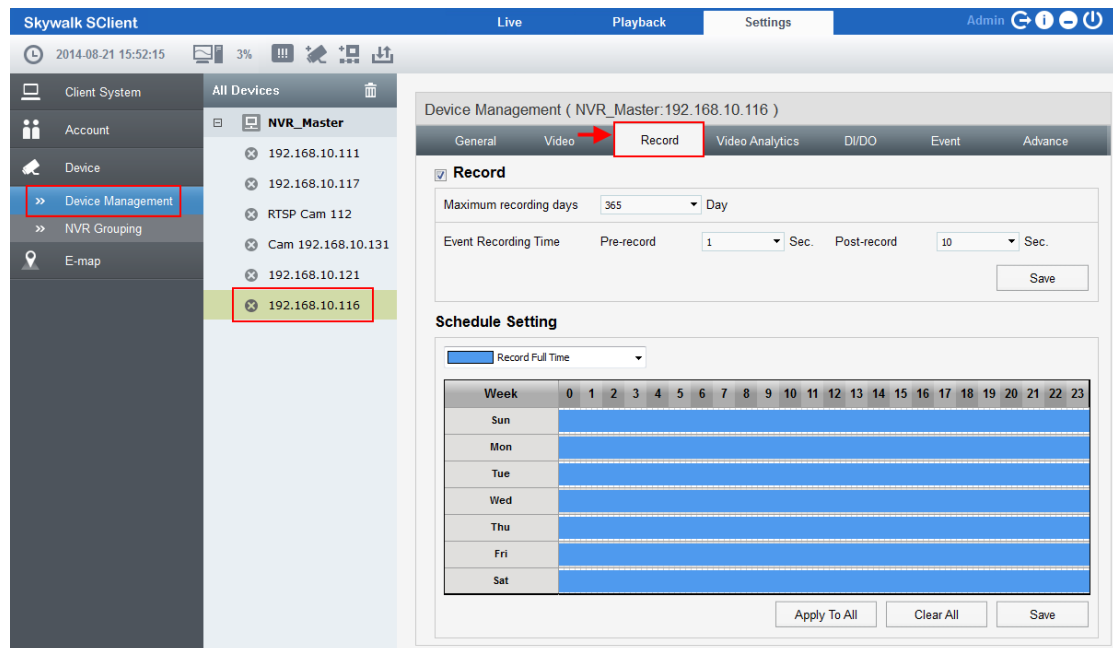 Skywalk SClient Live Playback Settings Admin
2014-08-21 15:52:15 3%
Client System
Account
Device
» Device Management
» NVR Grouping
E-map
All Devices
NVR_Master
192.168.10.111
192.168.10.117
RTSP Cam 112
Cam 192.168.10.131
192.168.10.121
192.168.10.116
Device Management ( NVR_Master:192.168.10.116 )
General Video Record Video Analytics DI/DO Event Advance
Record
Maximum recording days 365 Day
Event Recording Time Pre-record 1 Sec. Post-record 10 Sec.
Save
Schedule Setting
Record Full Time
Week 0 1 2 3 4 5 6 7 8 9 10 11 12 13 14 15 16 17 18 19 20 21 22 23
Sun
Mon
Tue
Wed
Thu
Fri
Sat
Apply To All Clear All Save